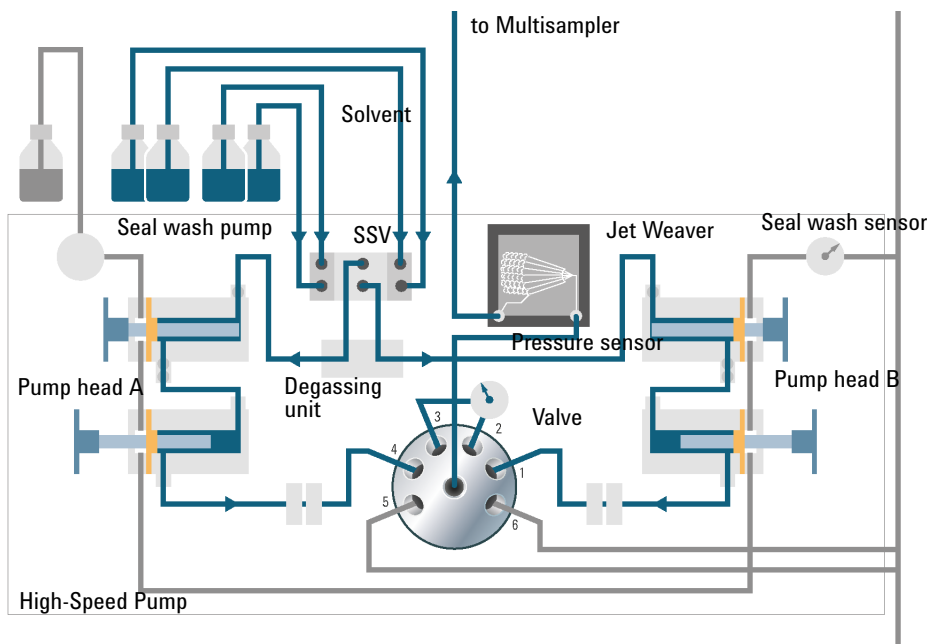 to Multisampler
Solvent
Seal wash pump
SSV
Jet Weaver
Seal wash sensor
Pressure sensor
Pump head A
Degassing
unit
Pump head B
Valve
3
2
4
1
5
6
High-Speed Pump